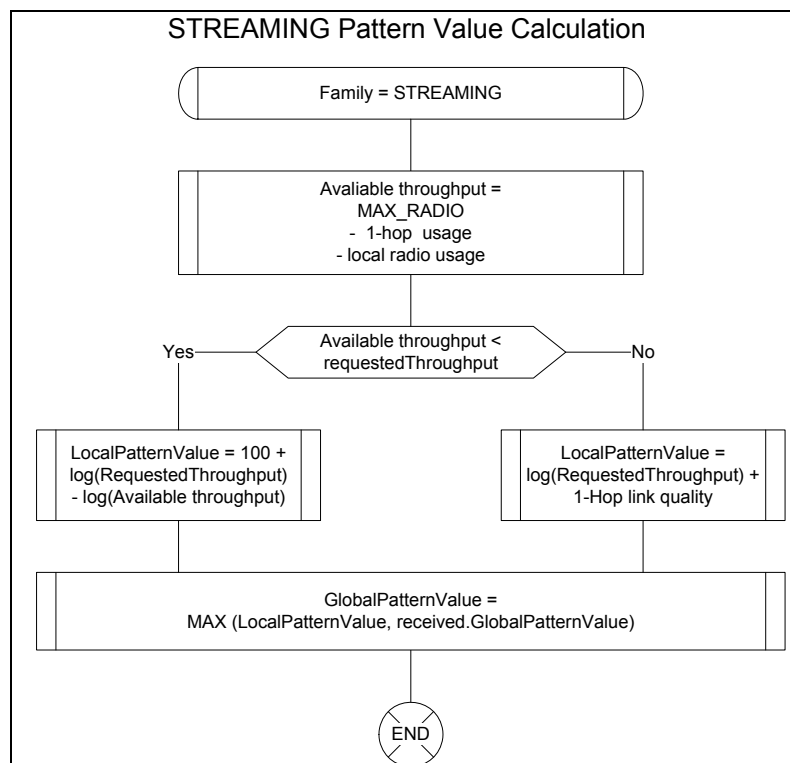 STREAMING Pattern Value Calculation
Family = STREAMING
Avaliable throughput =
MAX_RADIO
- 1-hop usage
- local radio usage
Available throughput <
requestedThroughput
Yes
No
LocalPatternValue = 100 +
log(RequestedThroughput)
- log(Available throughput)
LocalPatternValue =
log(RequestedThroughput) +
1-Hop link quality
GlobalPatternValue =
MAX (LocalPatternValue, received.GlobalPatternValue)
END